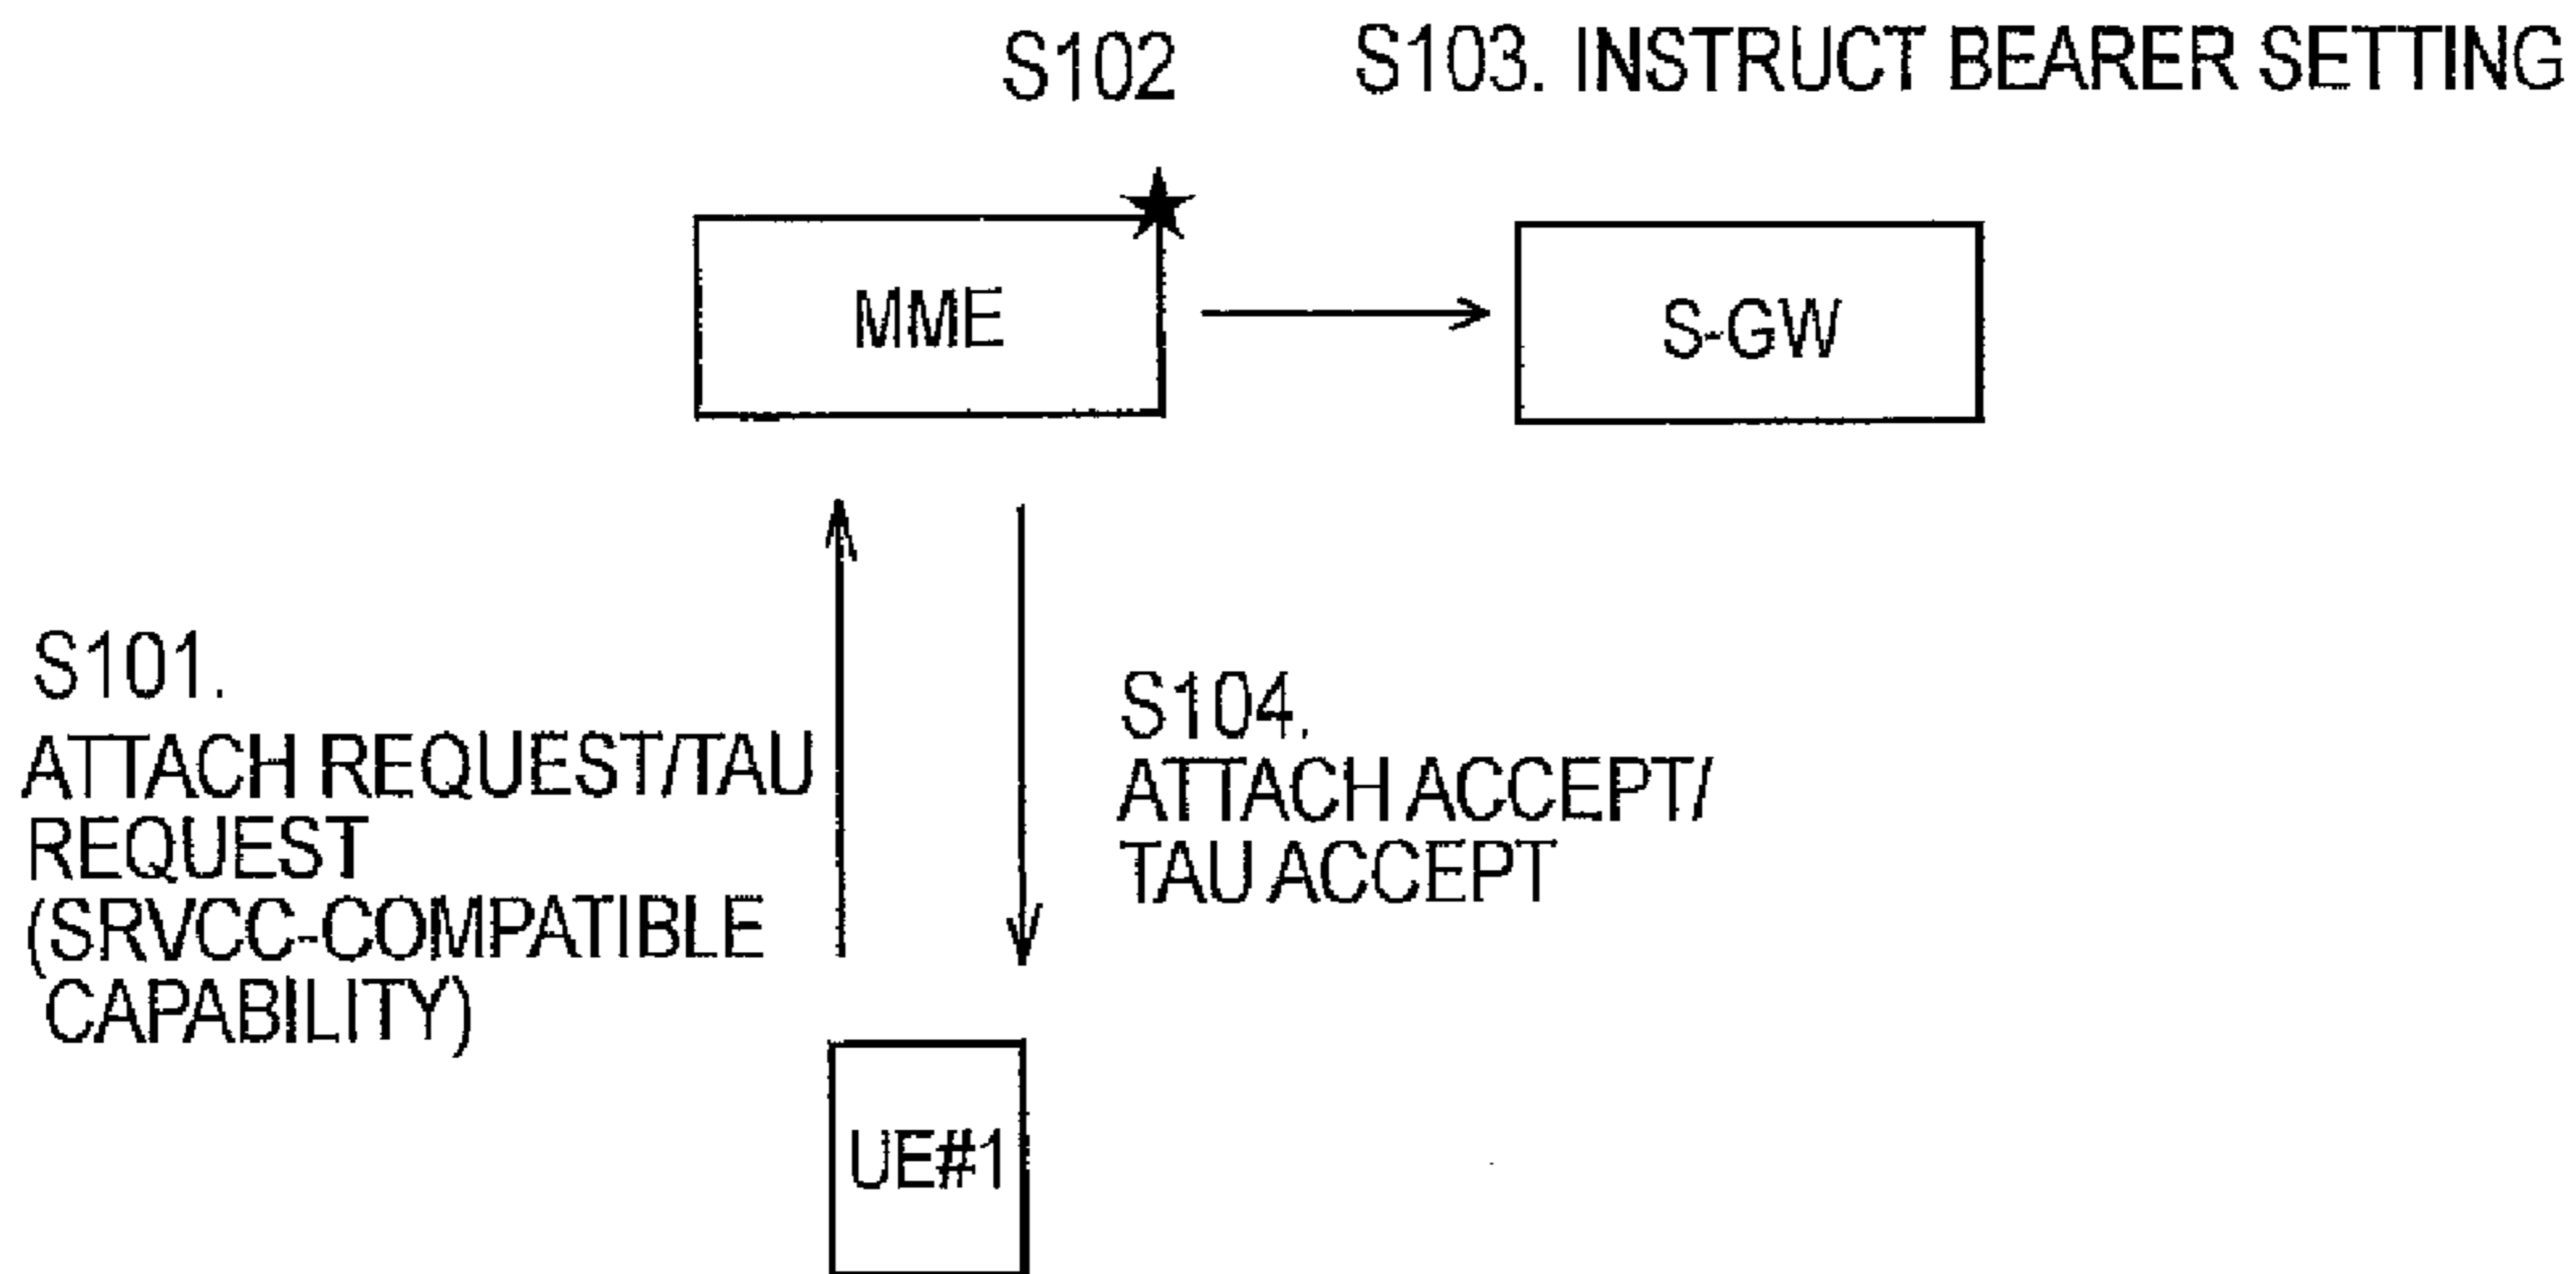 S102
S103. INSTRUCT BEARER SETTING
MME
S-GW
S101.
ATTACH REQUEST/TAU
REQUEST
(SRVCC-COMPATIBLE
CAPABILITY)
S104.
ATTACH ACCEPT/
TAU ACCEPT
UE#1